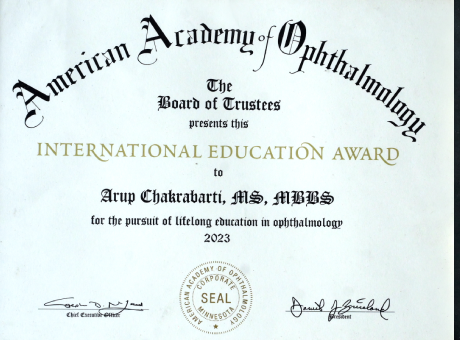 American Academy of Ophthalmology
The
Board of Trustees
presents this
INTERNATIONAL EDUCATION AWARD
to
Arup Chakrabarti, MS, MBBS
for the pursuit of lifelong education in ophthalmology
2023
AMERICAN ACADEMY OF OPHTHALMOLOGY
CORPORATE
SEAL
MINNESOTA
Chief Executive Officer
President